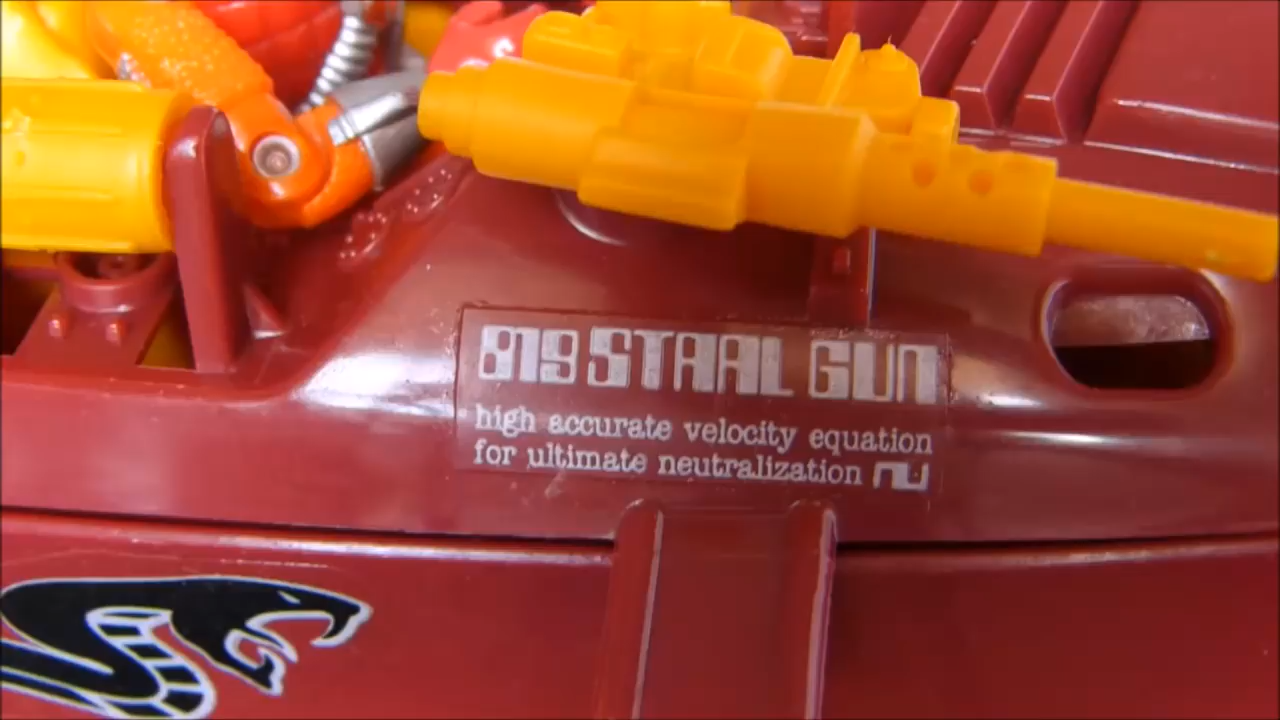 819 STAAL GUN
high accurate velocity equation
for ultimate neutralization